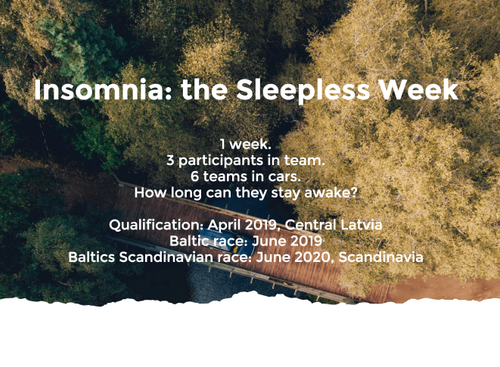 Insomnia: the Sleepless Week
1 week.
3 participants in team.
6 teams in cars.
How long can they stay awake?
Qualification: April 2019, Central Latvia
Baltic race: June 2019
Baltics Scandinavian race: June 2020, Scandinavia